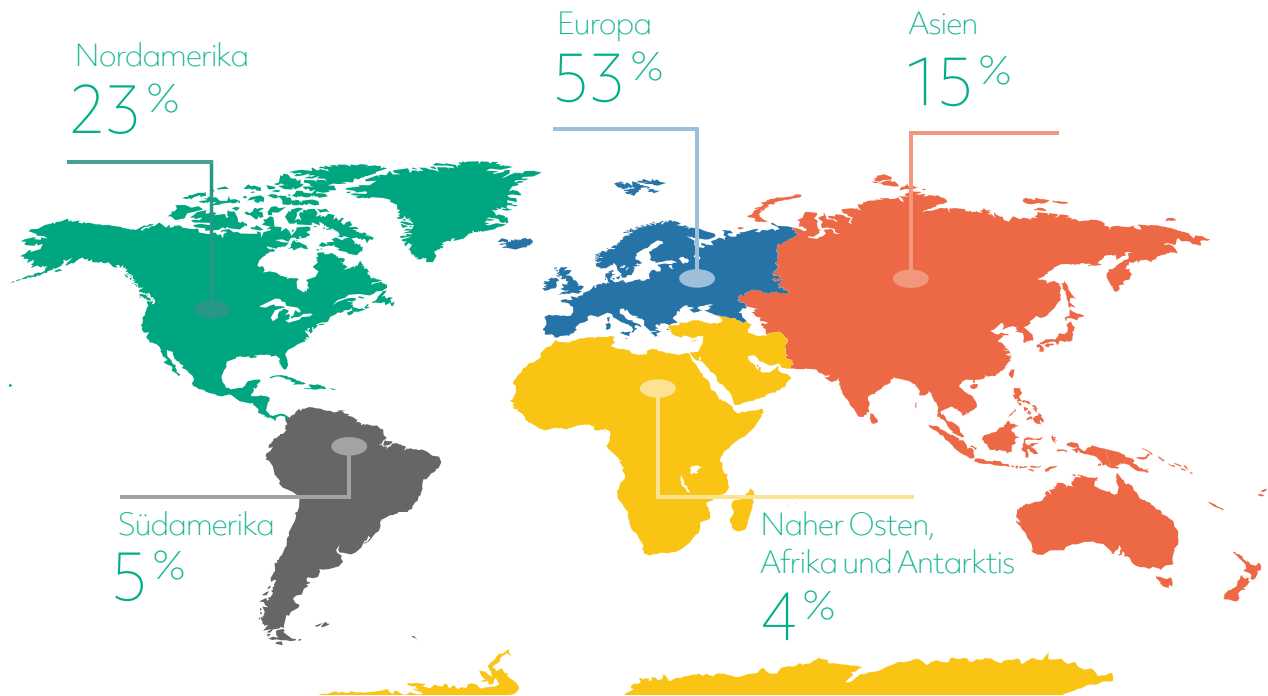 Nordamerika
23 %
Europa
53 %
Asien
15 %
Südamerika
5 %
Naher Osten,
Afrika und Antarktis
4 %